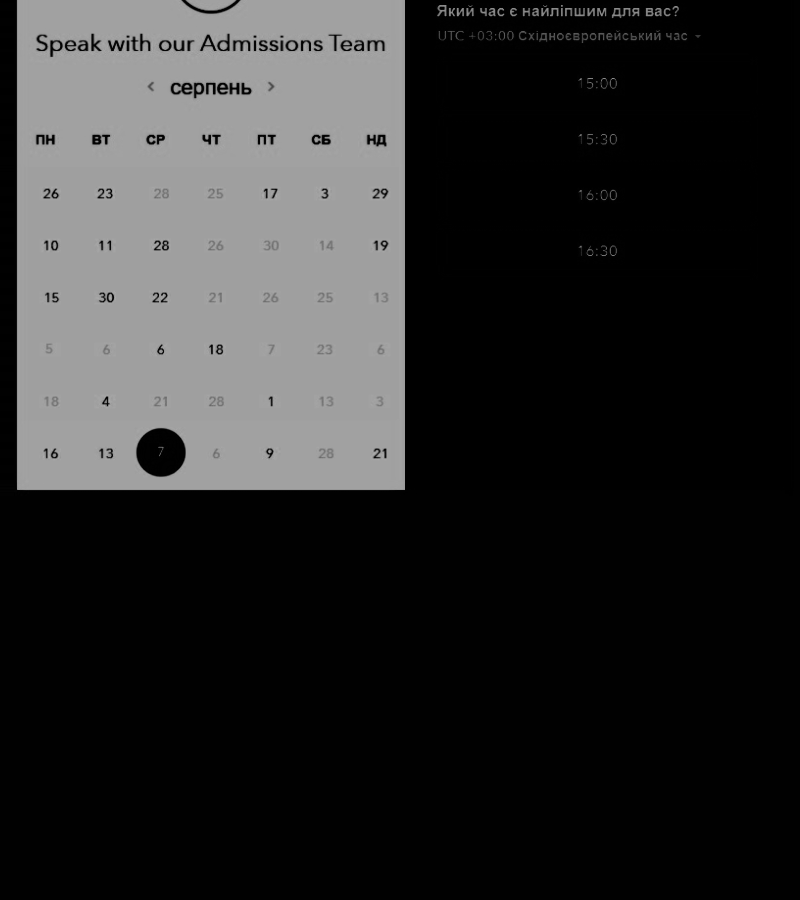 Speak with our Admissions Team
< серпень >
ПН ВТ СР ЧТ ПТ СБ НД
26 23 28 25 17 3 29
10 11 28 26 30 14 19
15 30 22 21 26 25 13
5 6 6 18 7 23 6
18 4 21 28 1 13 3
16 13 7 6 9 28 21
Який час є найліпшим для вас?
UTC +03:00 Східноєвропейський час
15:00
15:30
16:00
16:30